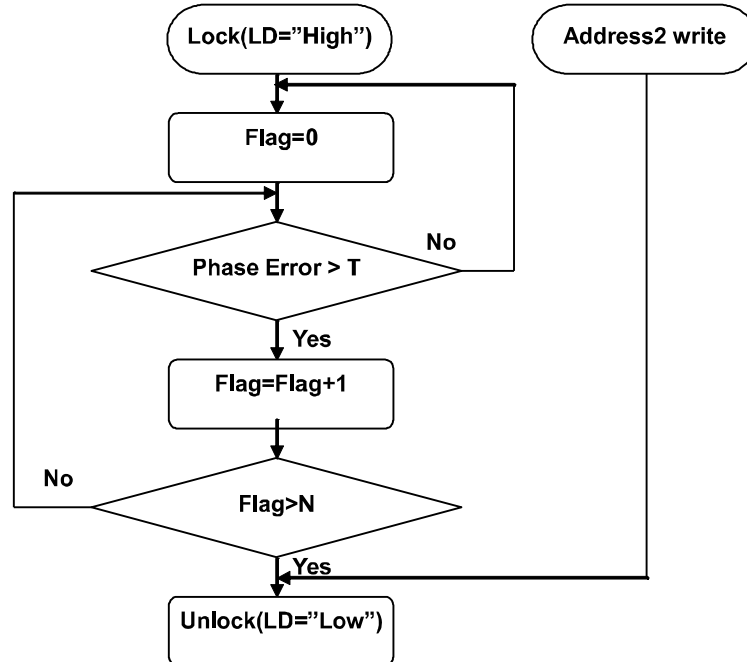 Lock(LD=”High”)
Address2 write
Flag=0
No
Phase Error > T
Yes
Flag=Flag+1
No
Flag>N
Yes
Unlock(LD=”Low”)